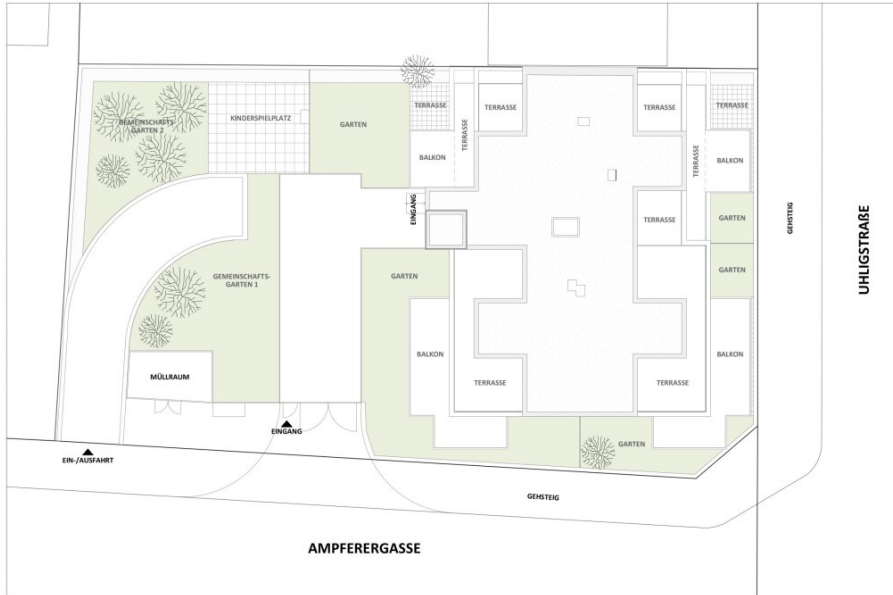 TERRASSE
TERRASSE
TERRASSE
TERRASSE
GEMEINSCHAFTS-
GARTEN 2
KINDERSPIELPLATZ
GARTEN
TERRASSE
TERRASSE
BALKON
BALKON
EINGANG
TERRASSE
GARTEN
GEHSTEIG
UHLIGSTRAßE
GEMEINSCHAFTS-
GARTEN 1
GARTEN
GARTEN
BALKON
BALKON
MÜLLRAUM
TERRASSE
TERRASSE
EINGANG
GARTEN
EIN-/AUSFAHRT
GEHSTEIG
AMPFERERGASSE